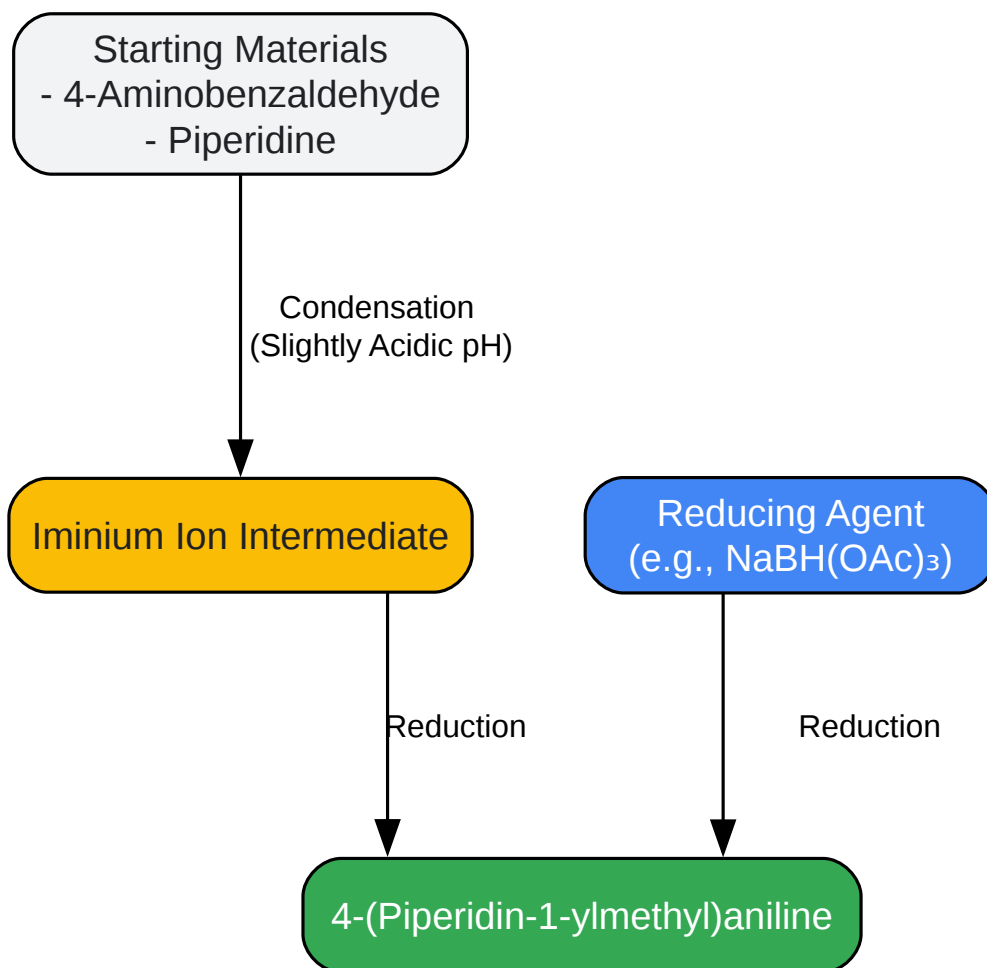 Starting Materials
- 4-Aminobenzaldehyde
- Piperidine
Condensation
(Slightly Acidic pH)
Iminium Ion Intermediate
Reducing Agent
(e.g., NaBH(OAc)₃)
Reduction
Reduction
4-(Piperidin-1-ylmethyl)aniline